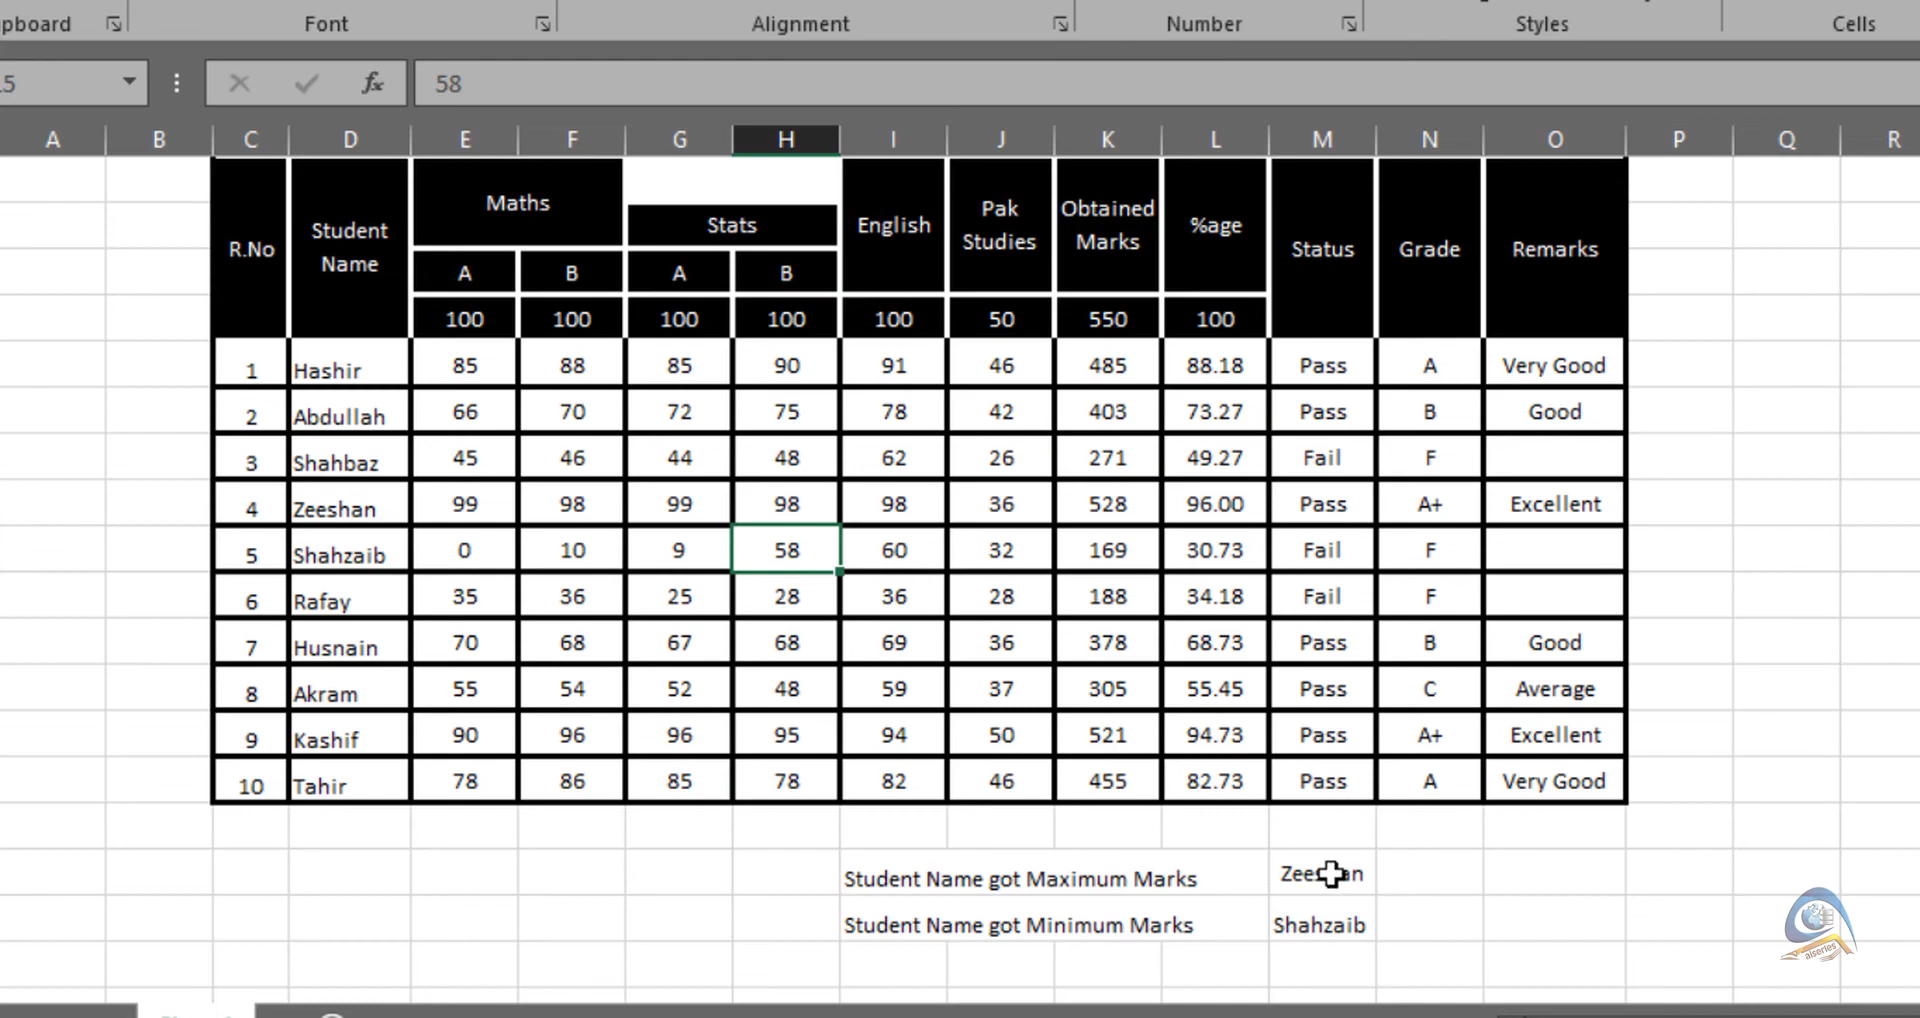 pboard Font Alignment Number Styles Cells
15 fx 58
A B C D E F G H I J K L M N O P Q R
R.No Student Name Maths Stats English Pak Studies Obtained Marks %age Status Grade Remarks
A B A B
100 100 100 100 100 50 550 100
1 Hashir 85 88 85 90 91 46 485 88.18 Pass A Very Good
2 Abdullah 66 70 72 75 78 42 403 73.27 Pass B Good
3 Shahbaz 45 46 44 48 62 26 271 49.27 Fail F
4 Zeeshan 99 98 99 98 98 36 528 96.00 Pass A+ Excellent
5 Shahzaib 0 10 9 58 60 32 169 30.73 Fail F
6 Rafay 35 36 25 28 36 28 188 34.18 Fail F
7 Husnain 70 68 67 68 69 36 378 68.73 Pass B Good
8 Akram 55 54 52 48 59 37 305 55.45 Pass C Average
9 Kashif 90 96 96 95 94 50 521 94.73 Pass A+ Excellent
10 Tahir 78 86 85 78 82 46 455 82.73 Pass A Very Good
Student Name got Maximum Marks Zeeshan
Student Name got Minimum Marks Shahzaib
alseries